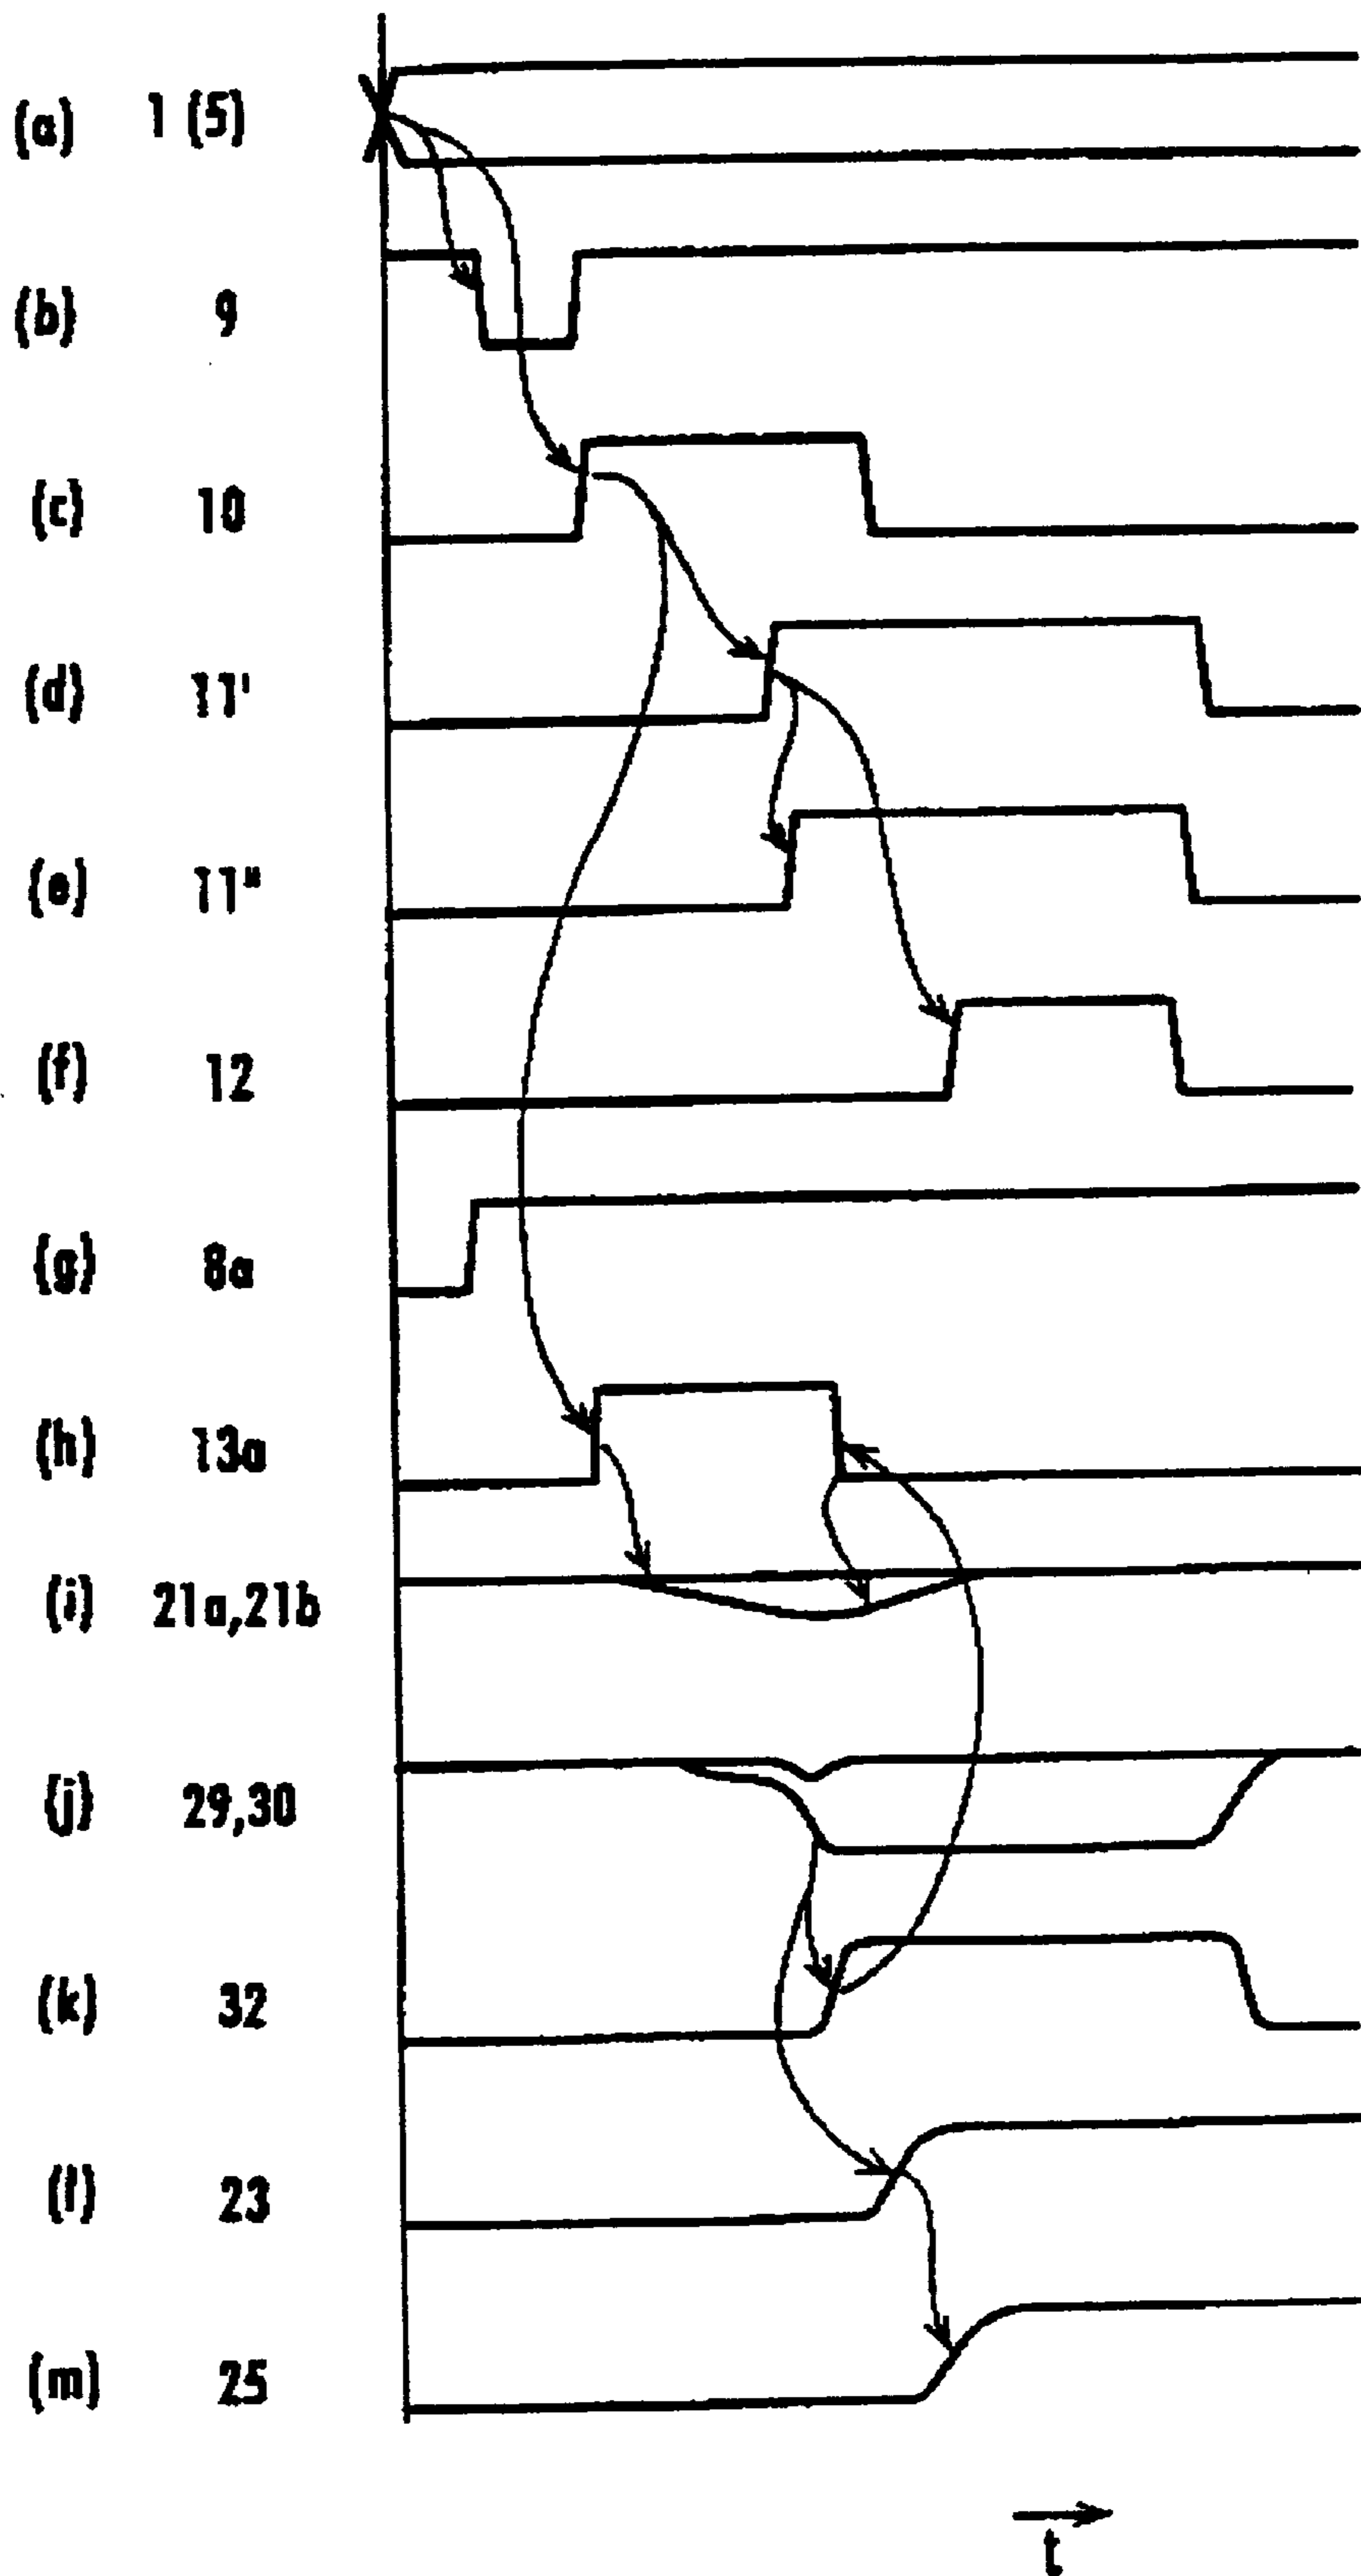 (a) 1 (5)
(b) 9
(c) 10
(d) 11'
(e) 11"
(f) 12
(g) 8a
(h) 13a
(i) 21a,21b
(j) 29,30
(k) 32
(l) 23
(m) 25
t